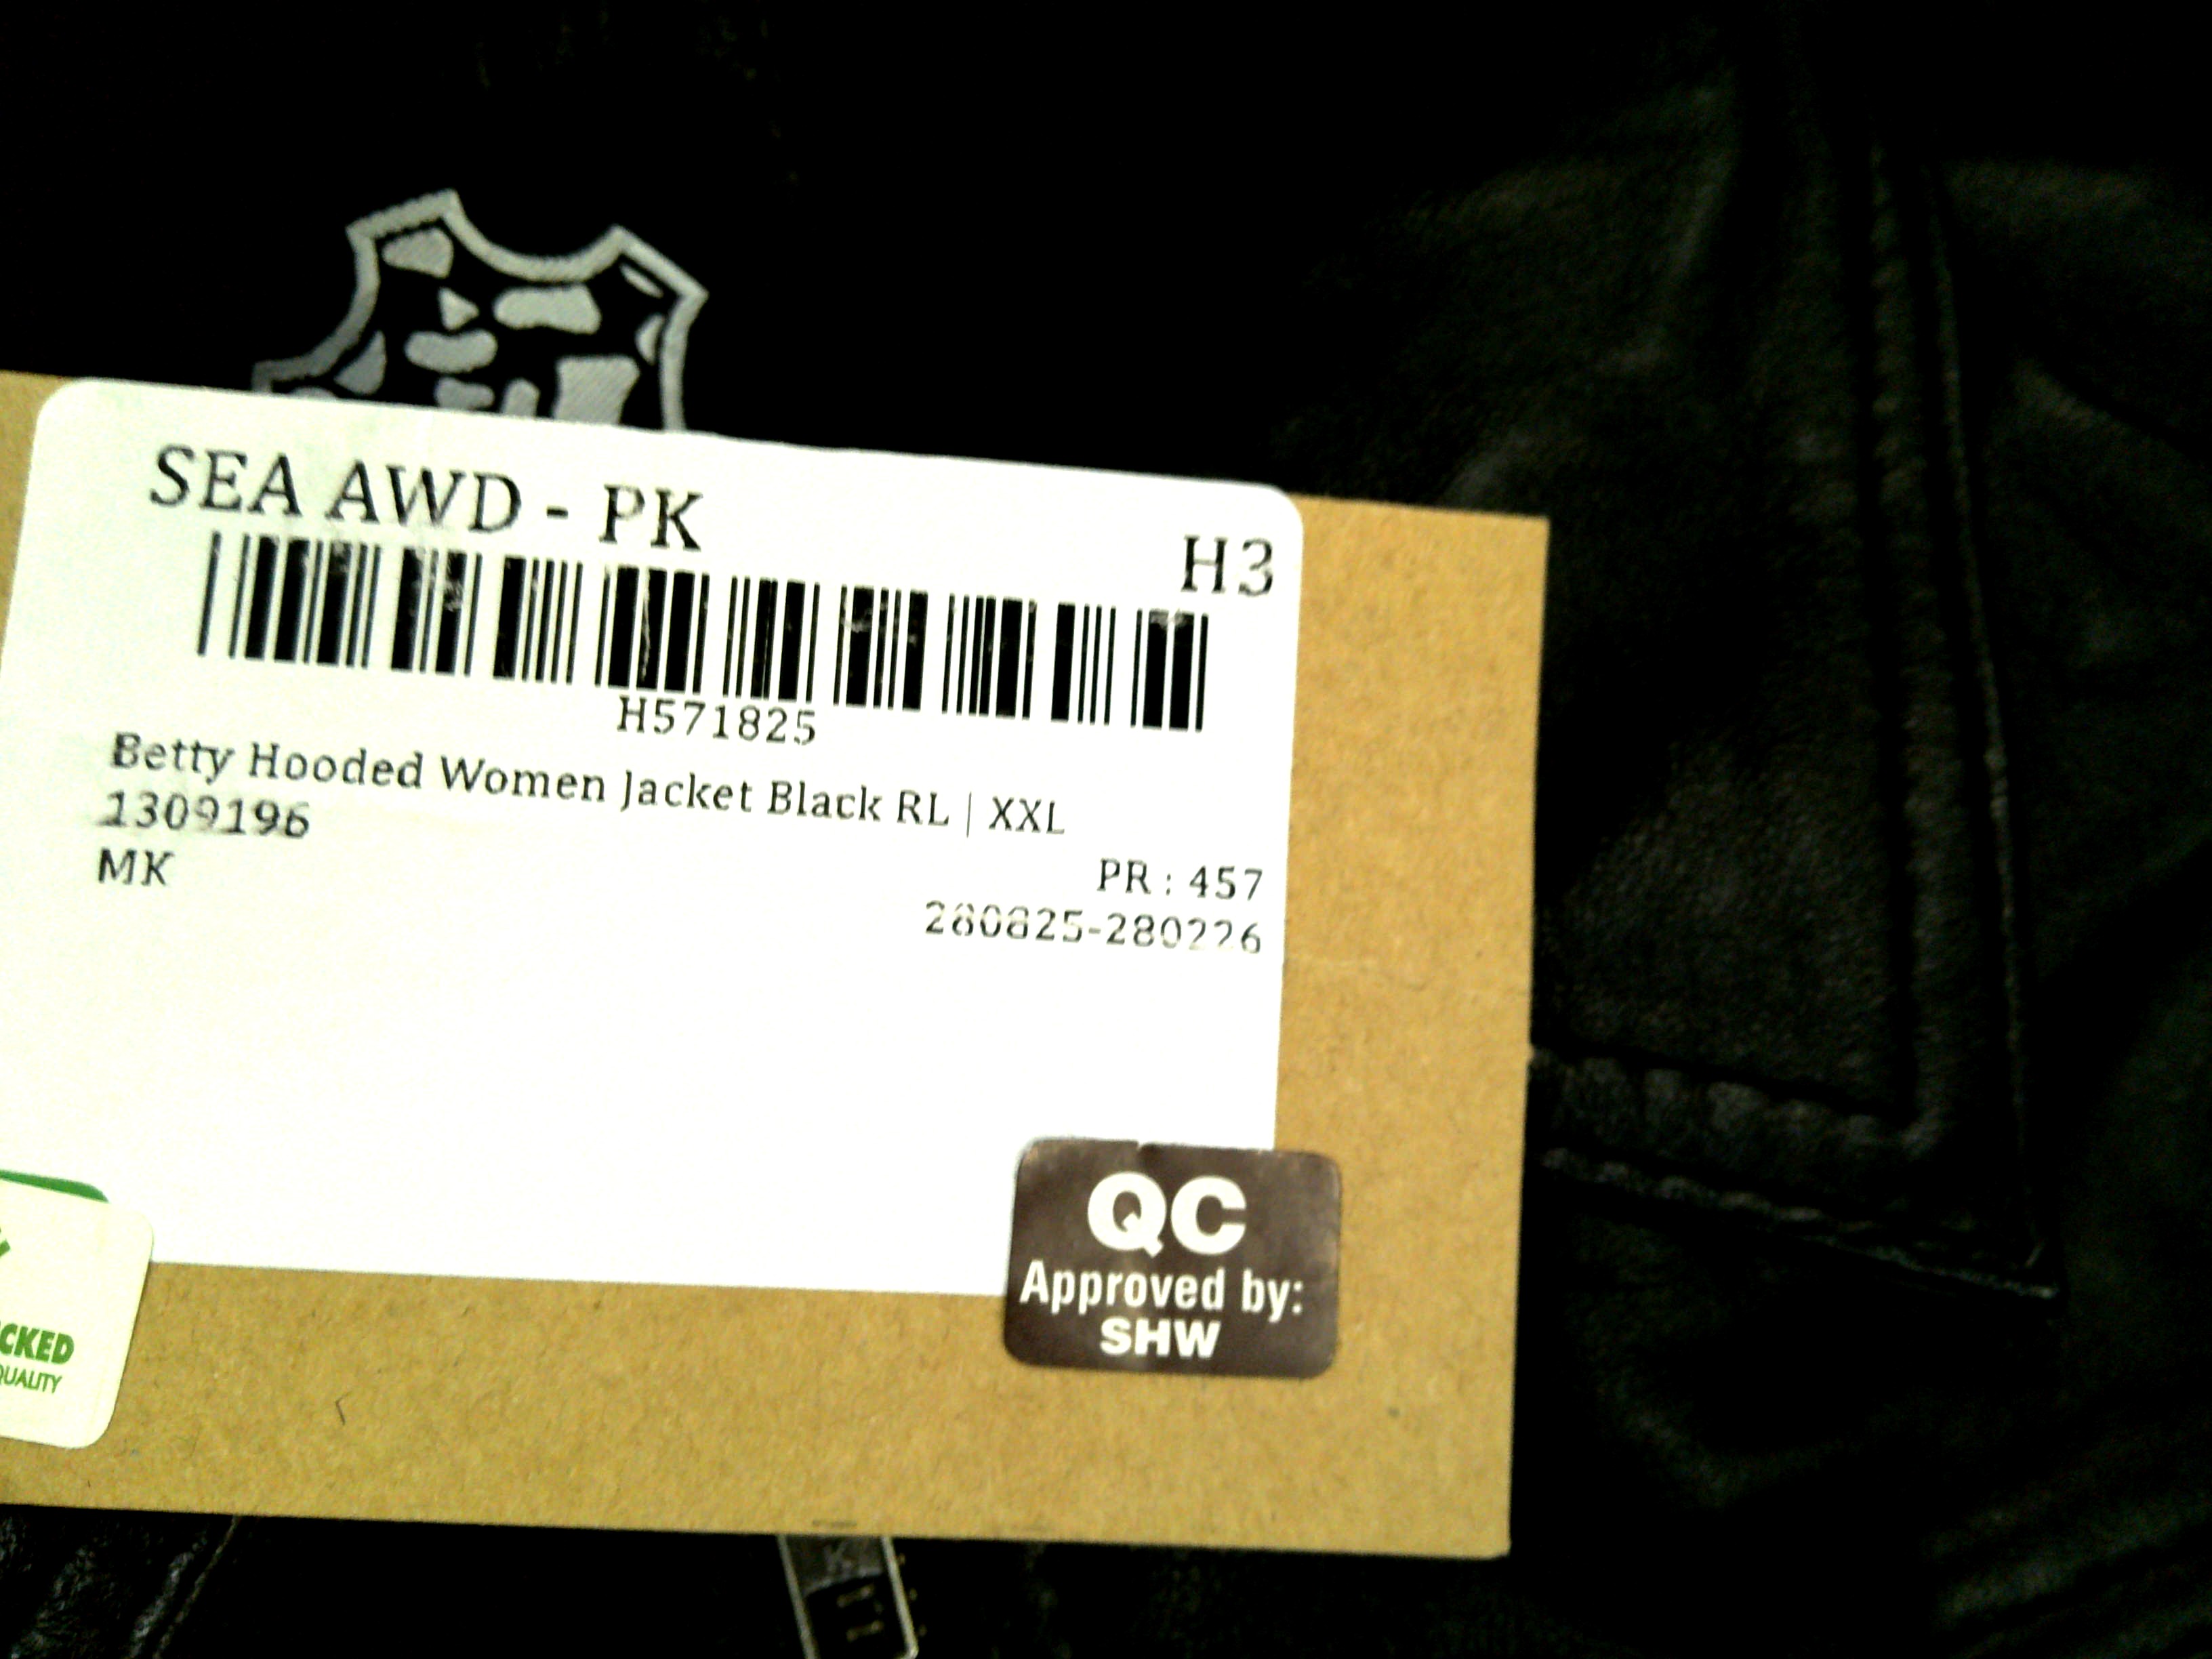 SEA AWD - PK
H3
H571825
Betty Hooded Women Jacket Black RL | XXL
1309196
MK
PR : 457
280825-280226
QC
Approved by:
SHW
CKED
QUALITY